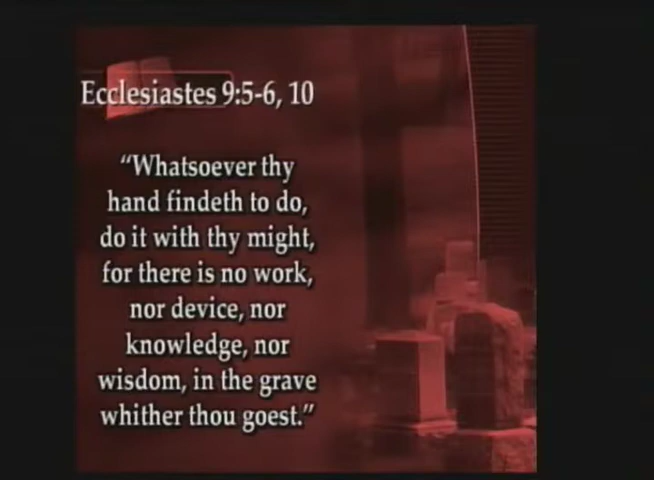 Ecclesiastes 9:5-6, 10
“Whatsoever thy
hand findeth to do,
do it with thy might,
for there is no work,
nor device, nor
knowledge, nor
wisdom, in the grave
whither thou goest.”